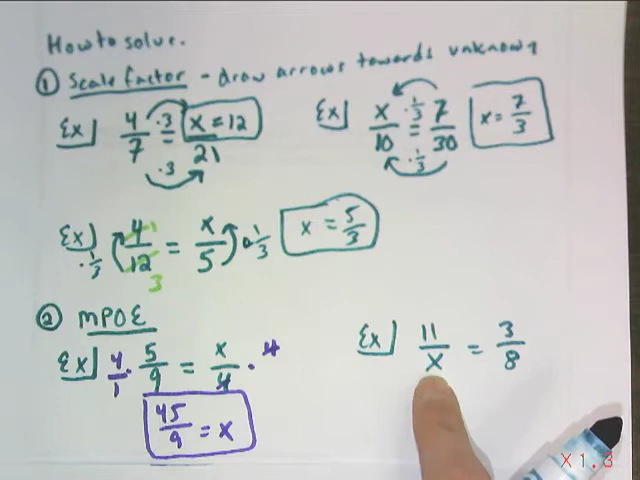 How to solve.
① Scale factor - draw arrows towards unknown
Ex] 4/7 = x = 12/21 ·3 ·3
Ex] x/10 = 7/30 ·1/3 ·1/3 x = 7/3
Ex] ·1/3 4/12 = x/5 ·1/3 1 3 x = 5/3
② MPOE
Ex] 4/1 · 5/9 = x/4 · 4
45/9 = x
Ex] 11/x = 3/8
X1.3